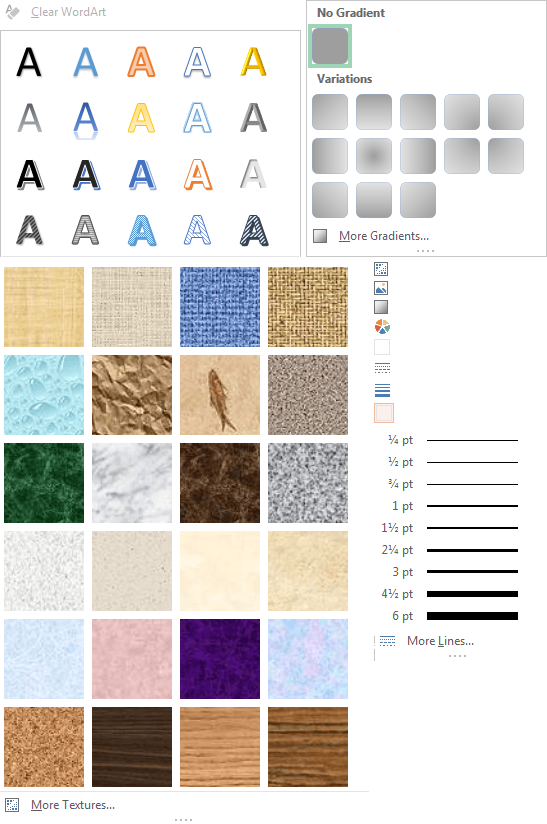 Clear WordArt
A A A A A
A A A A A
A A A A A
A A A A A
No Gradient
Variations
More Gradients...
¼ pt
½ pt
¾ pt
1 pt
1½ pt
2¼ pt
3 pt
4½ pt
6 pt
More Lines...
More Textures...